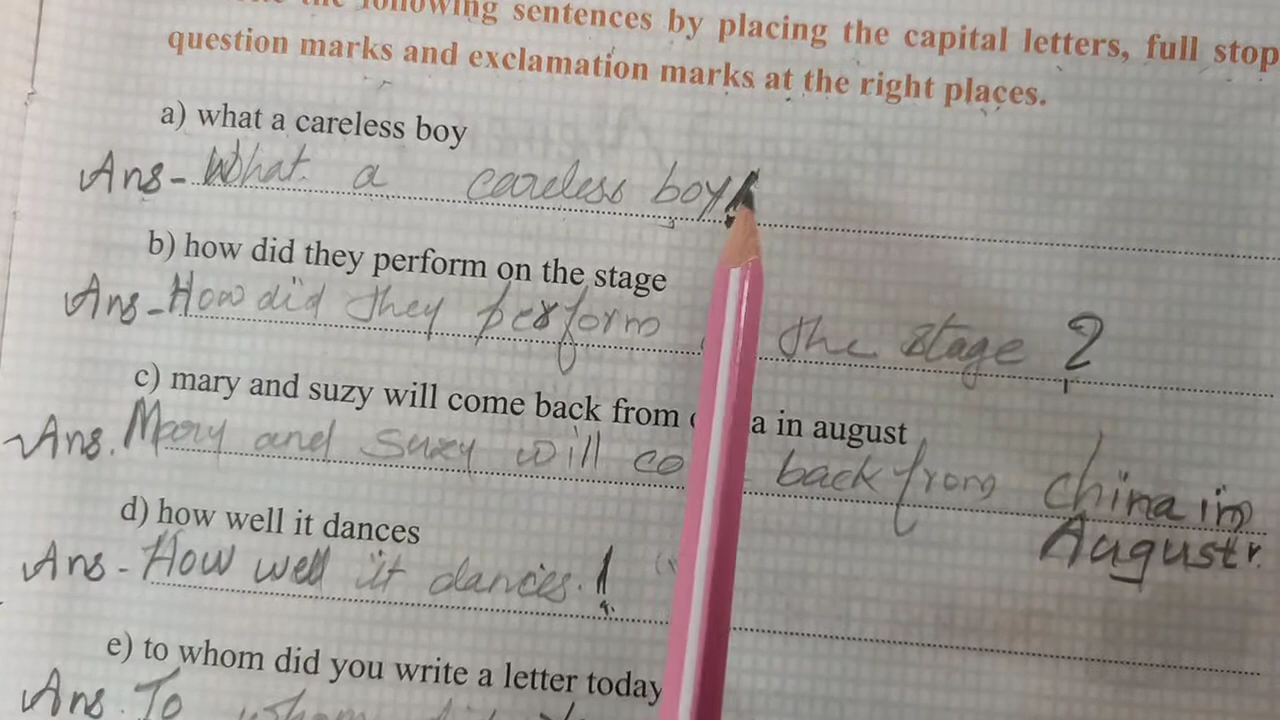 the following sentences by placing the capital letters, full stop
question marks and exclamation marks at the right places.
a) what a careless boy
Ans- What a careless boy
b) how did they perform on the stage
Ans- How did they perform the stage ?
c) mary and suzy will come back from a in august
Ans. Mary and Suzy will back from China in
August.
d) how well it dances
Ans- How well it dances. !
e) to whom did you write a letter today
Ans. To whom